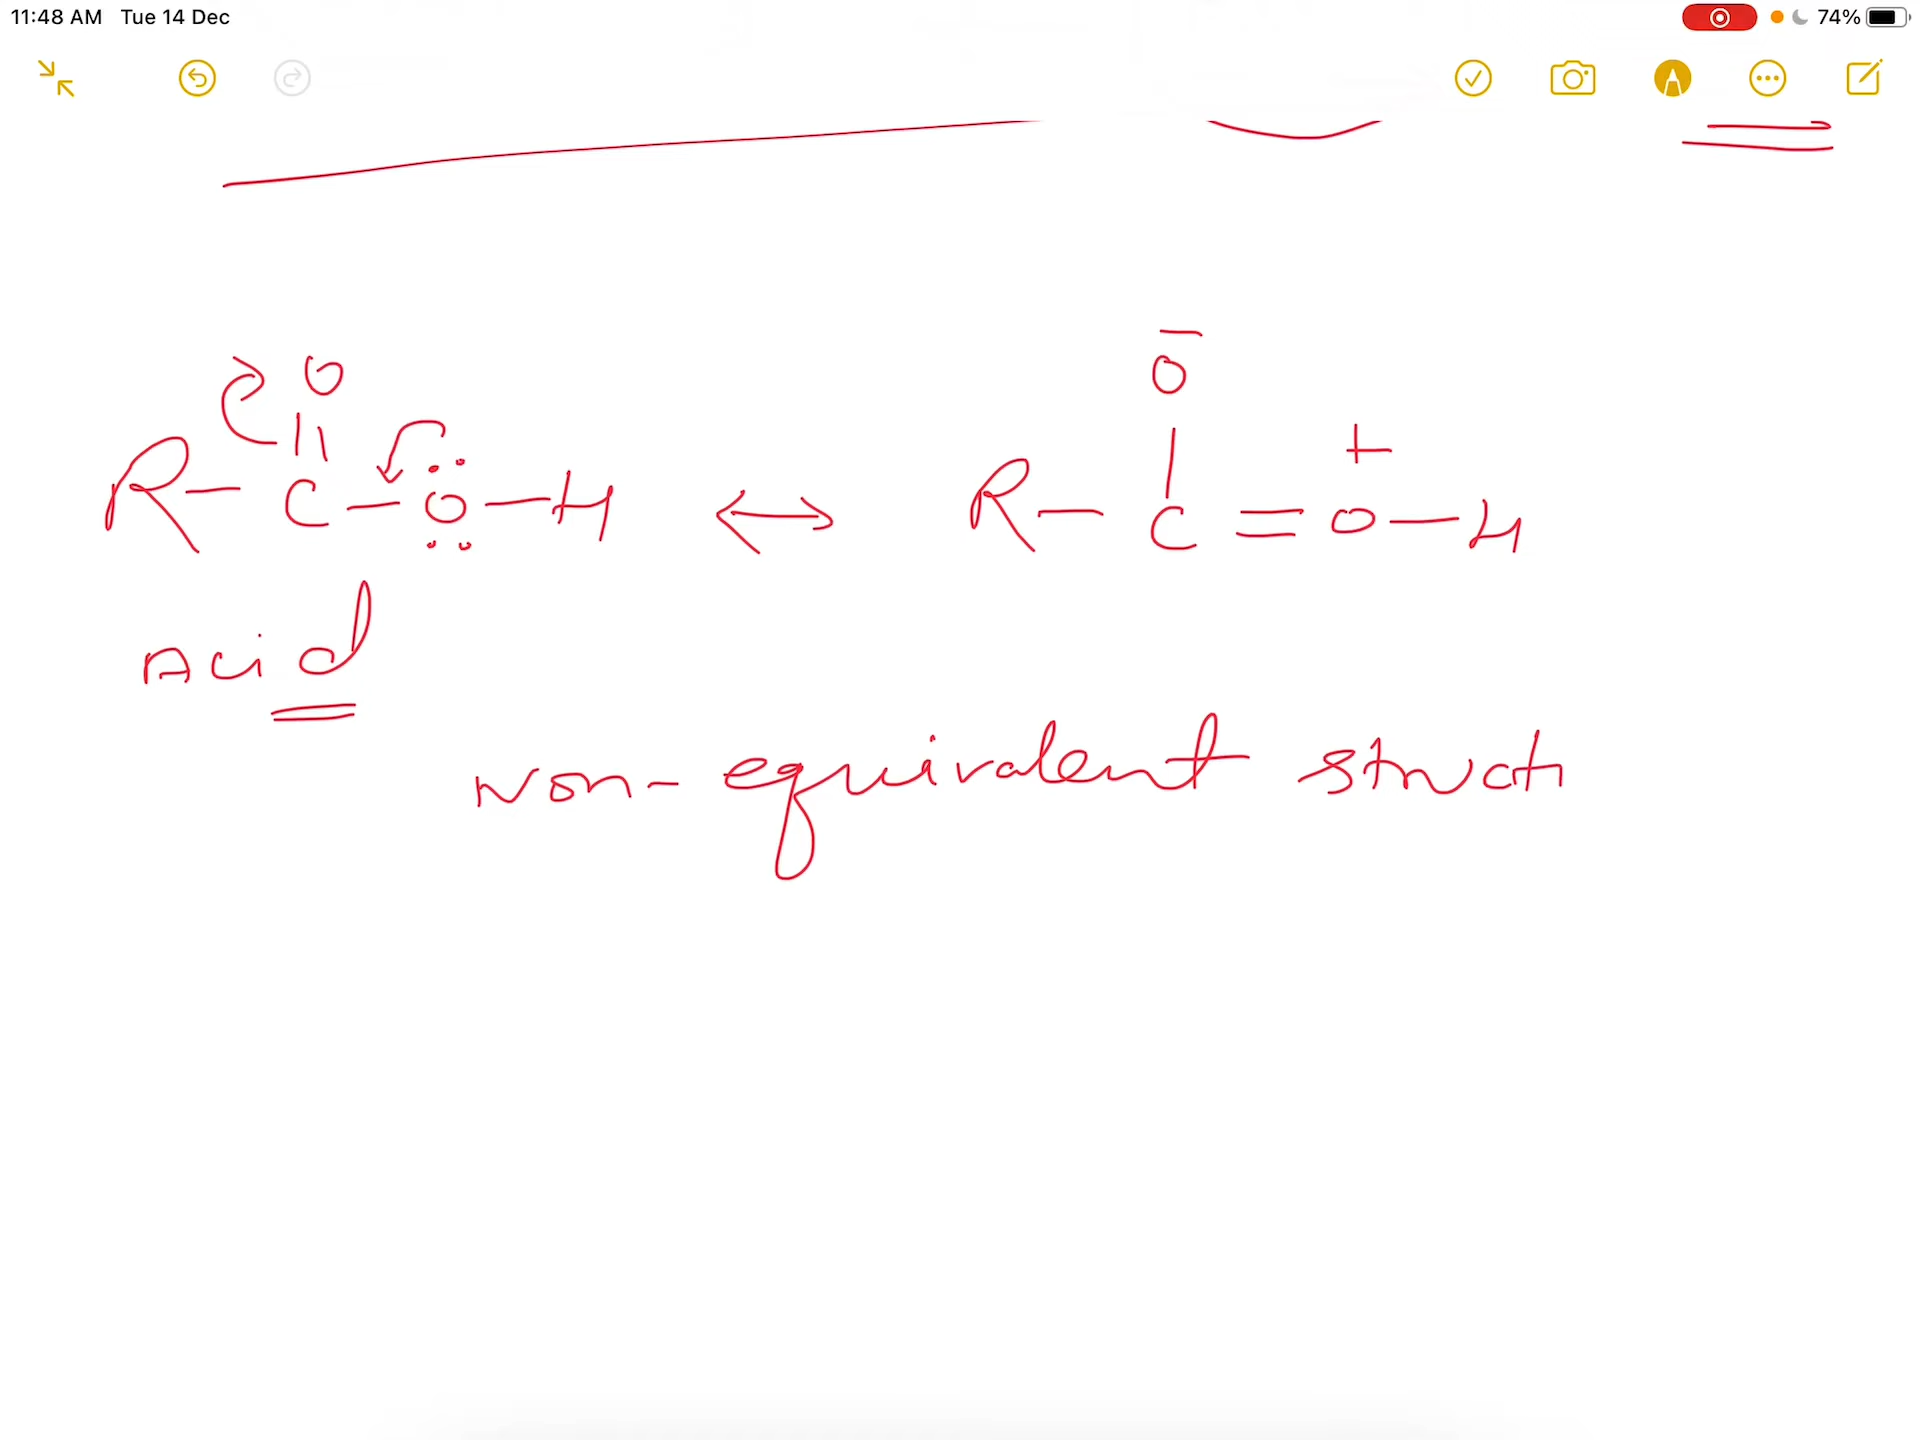 11:48 AM Tue 14 Dec 74%
O
R - C - O - H ↔ R - C = O - H
O
+
Acid
Non-equivalent struct